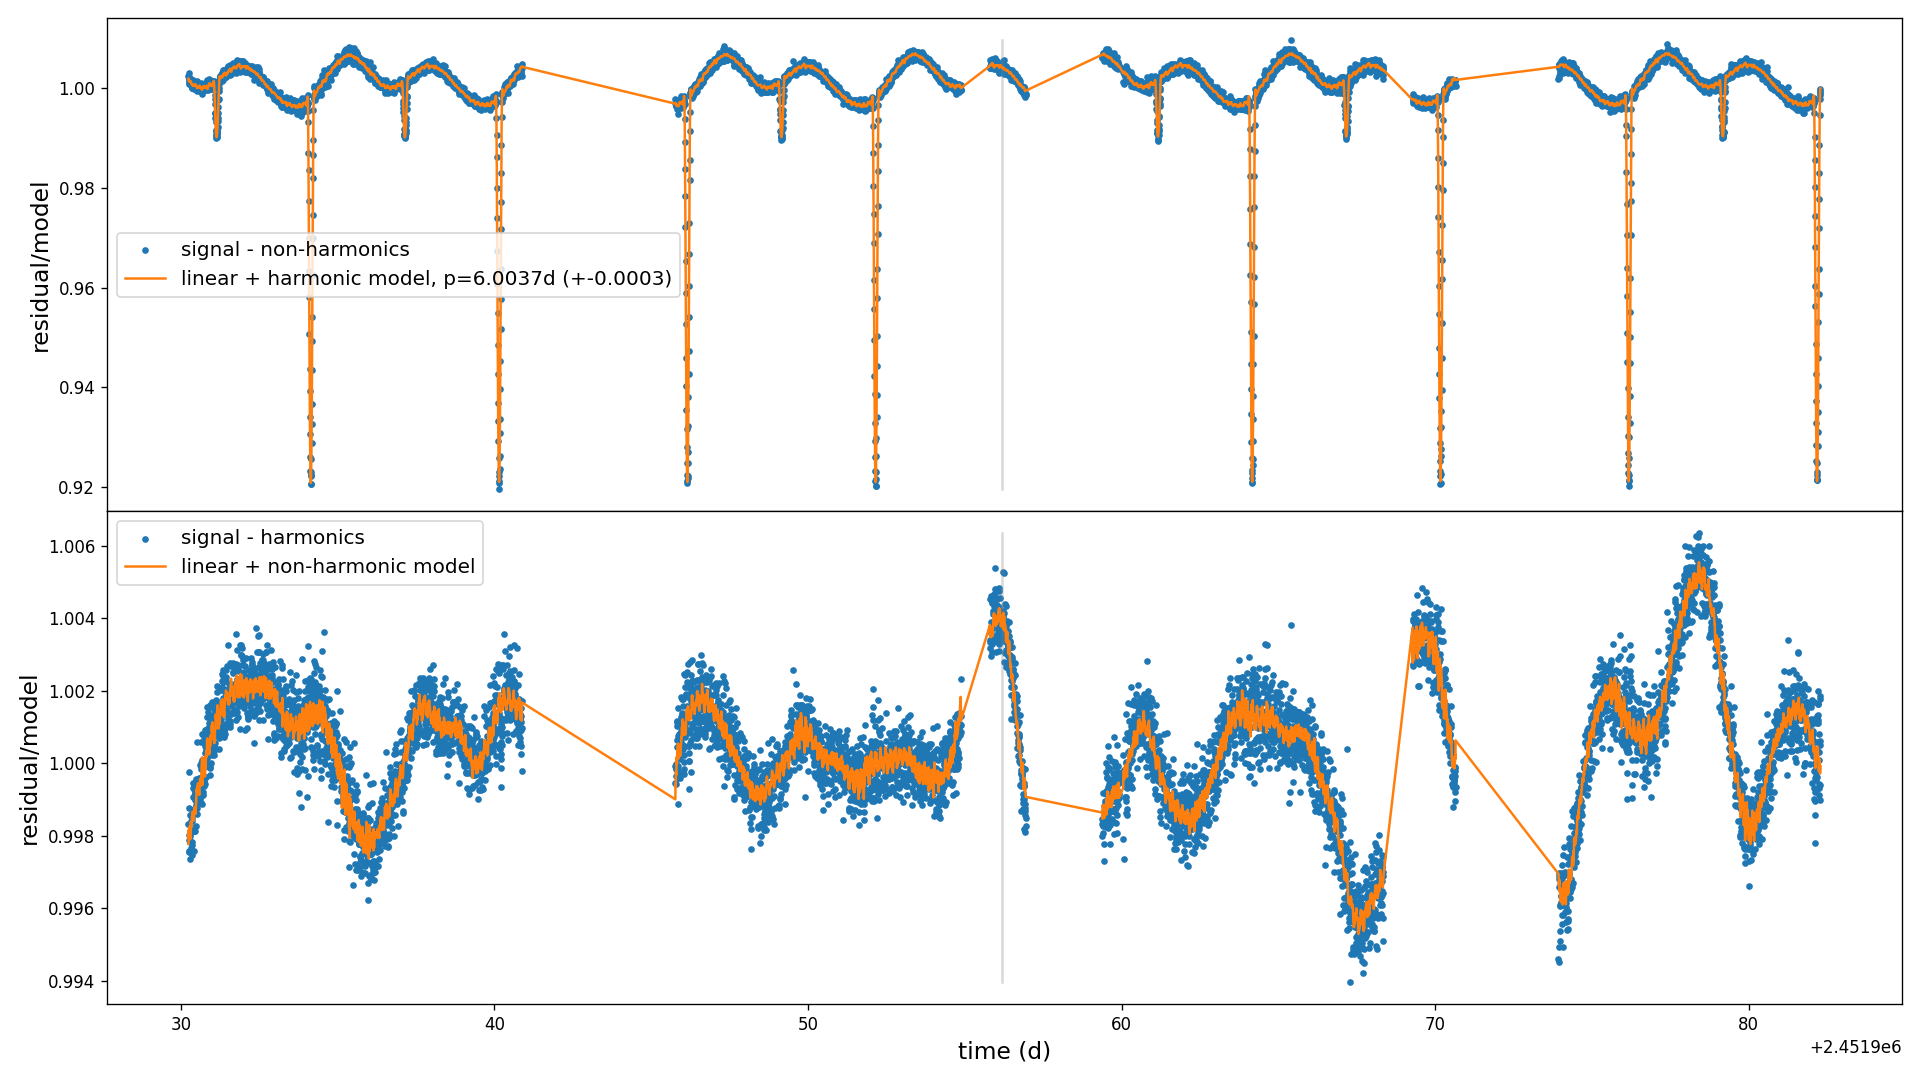 1.00
0.98
0.96
0.94
0.92
residual/model
signal - non-harmonics
linear + harmonic model, p=6.0037d (+-0.0003)
1.006
1.004
1.002
1.000
0.998
0.996
0.994
residual/model
signal - harmonics
linear + non-harmonic model
30
40
50
60
70
80
time (d)
+2.4519e6